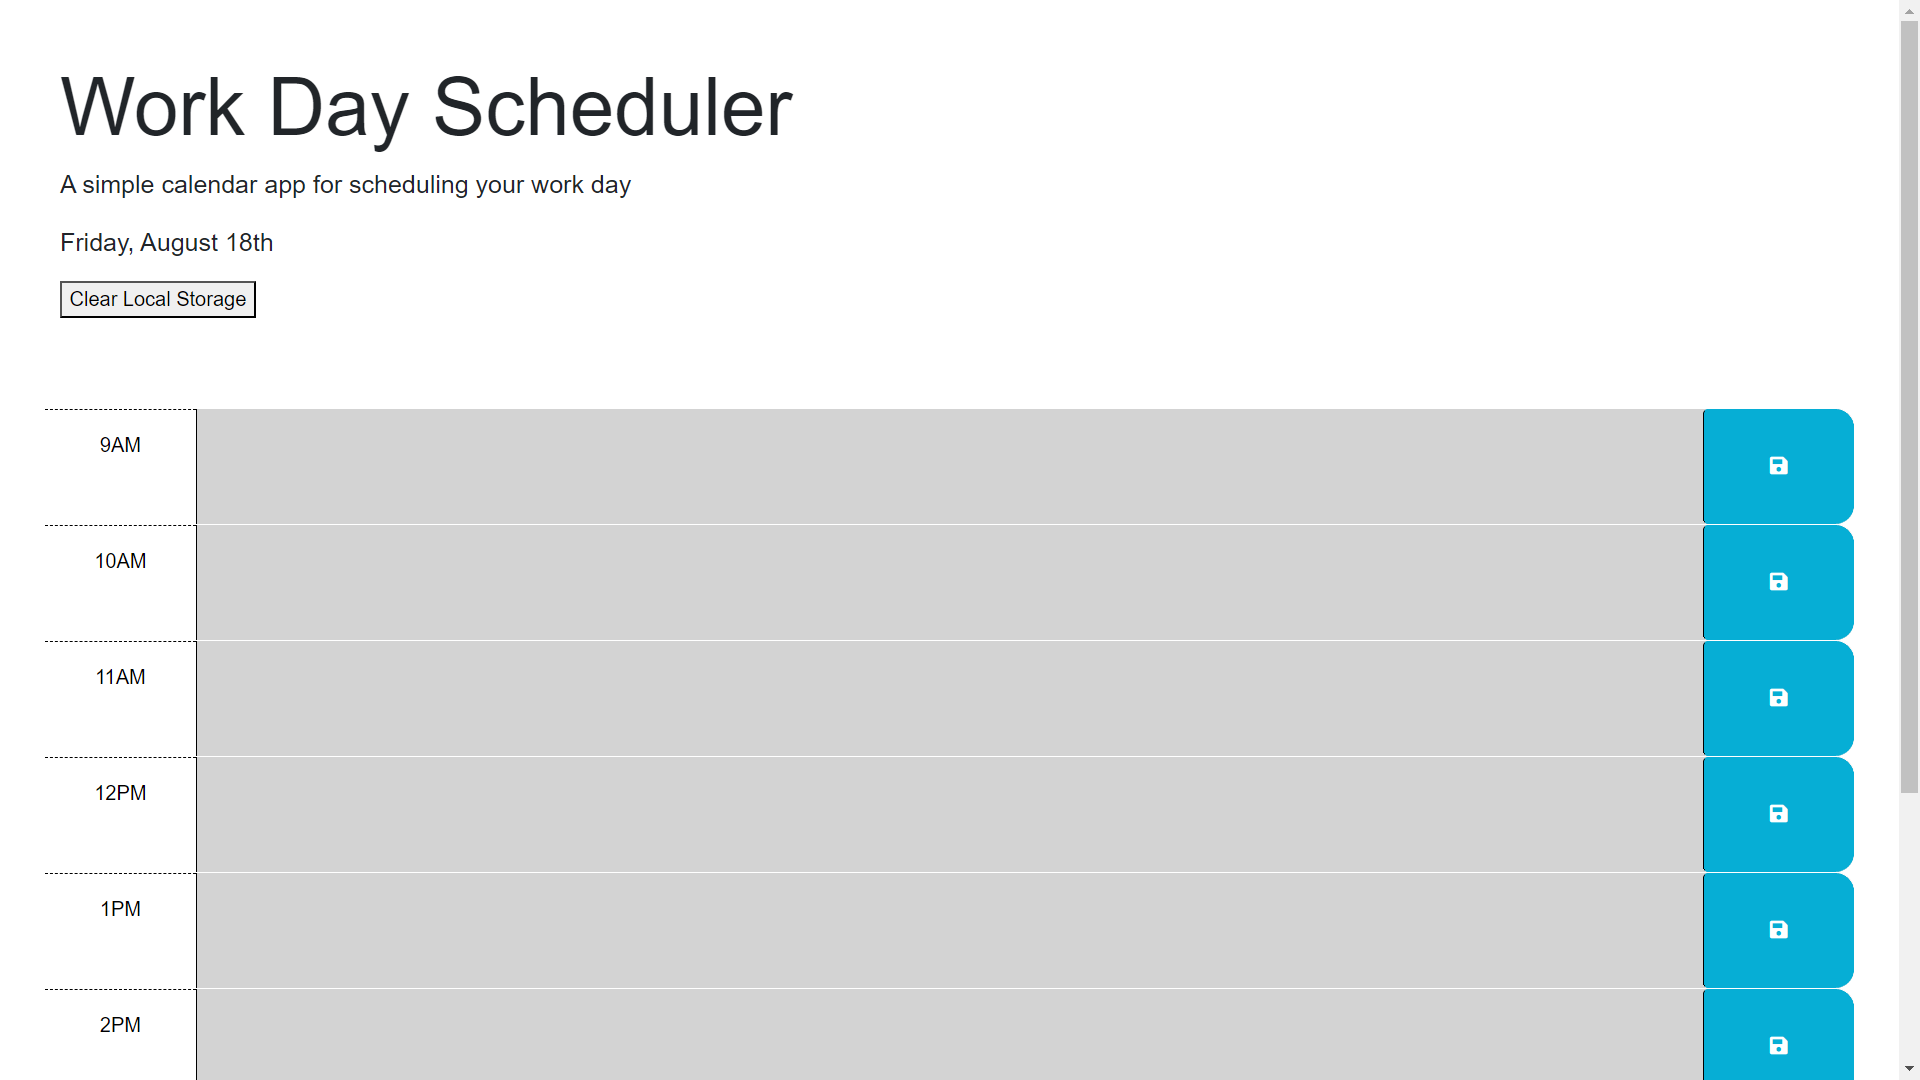 Work Day Scheduler
A simple calendar app for scheduling your work day
Friday, August 18th
Clear Local Storage
9AM
10AM
11AM
12PM
1PM
2PM